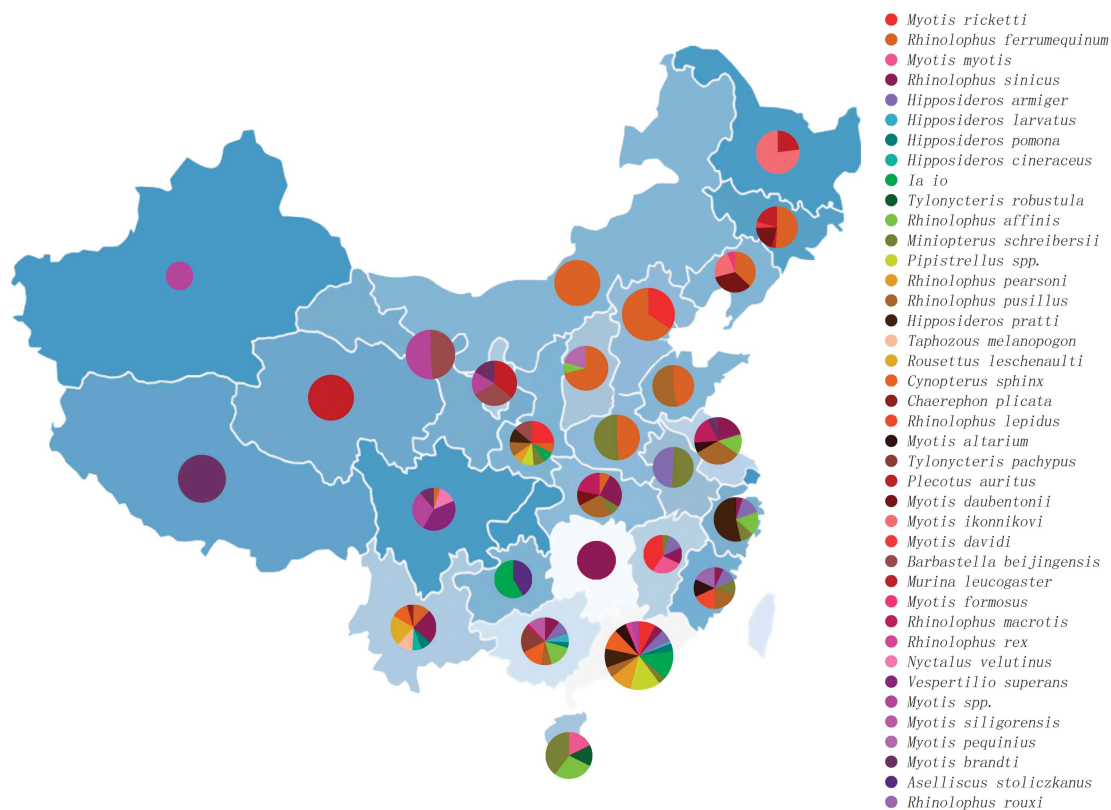 Myotis ricketti
Rhinolophus ferrumequinum
Myotis myotis
Rhinolophus sinicus
Hipposideros armiger
Hipposideros larvatus
Hipposideros pomona
Hipposideros cineraceus
Ia io
Tylonycteris robustula
Rhinolophus affinis
Miniopterus schreibersii
Pipistrellus spp.
Rhinolophus pearsoni
Rhinolophus pusillus
Hipposideros pratti
Taphozous melanopogon
Rousettus leschenaulti
Cynopterus sphinx
Chaerephon plicata
Rhinolophus lepidus
Myotis altarium
Tylonycteris pachypus
Plecotus auritus
Myotis daubentonii
Myotis ikonnikovi
Myotis davidi
Barbastella beijingensis
Murina leucogaster
Myotis formosus
Rhinolophus macrotis
Rhinolophus rex
Nyctalus velutinus
Vespertilio superans
Myotis spp.
Myotis siligorensis
Myotis pequinius
Myotis brandti
Aselliscus stoliczkanus
Rhinolophus rouxi